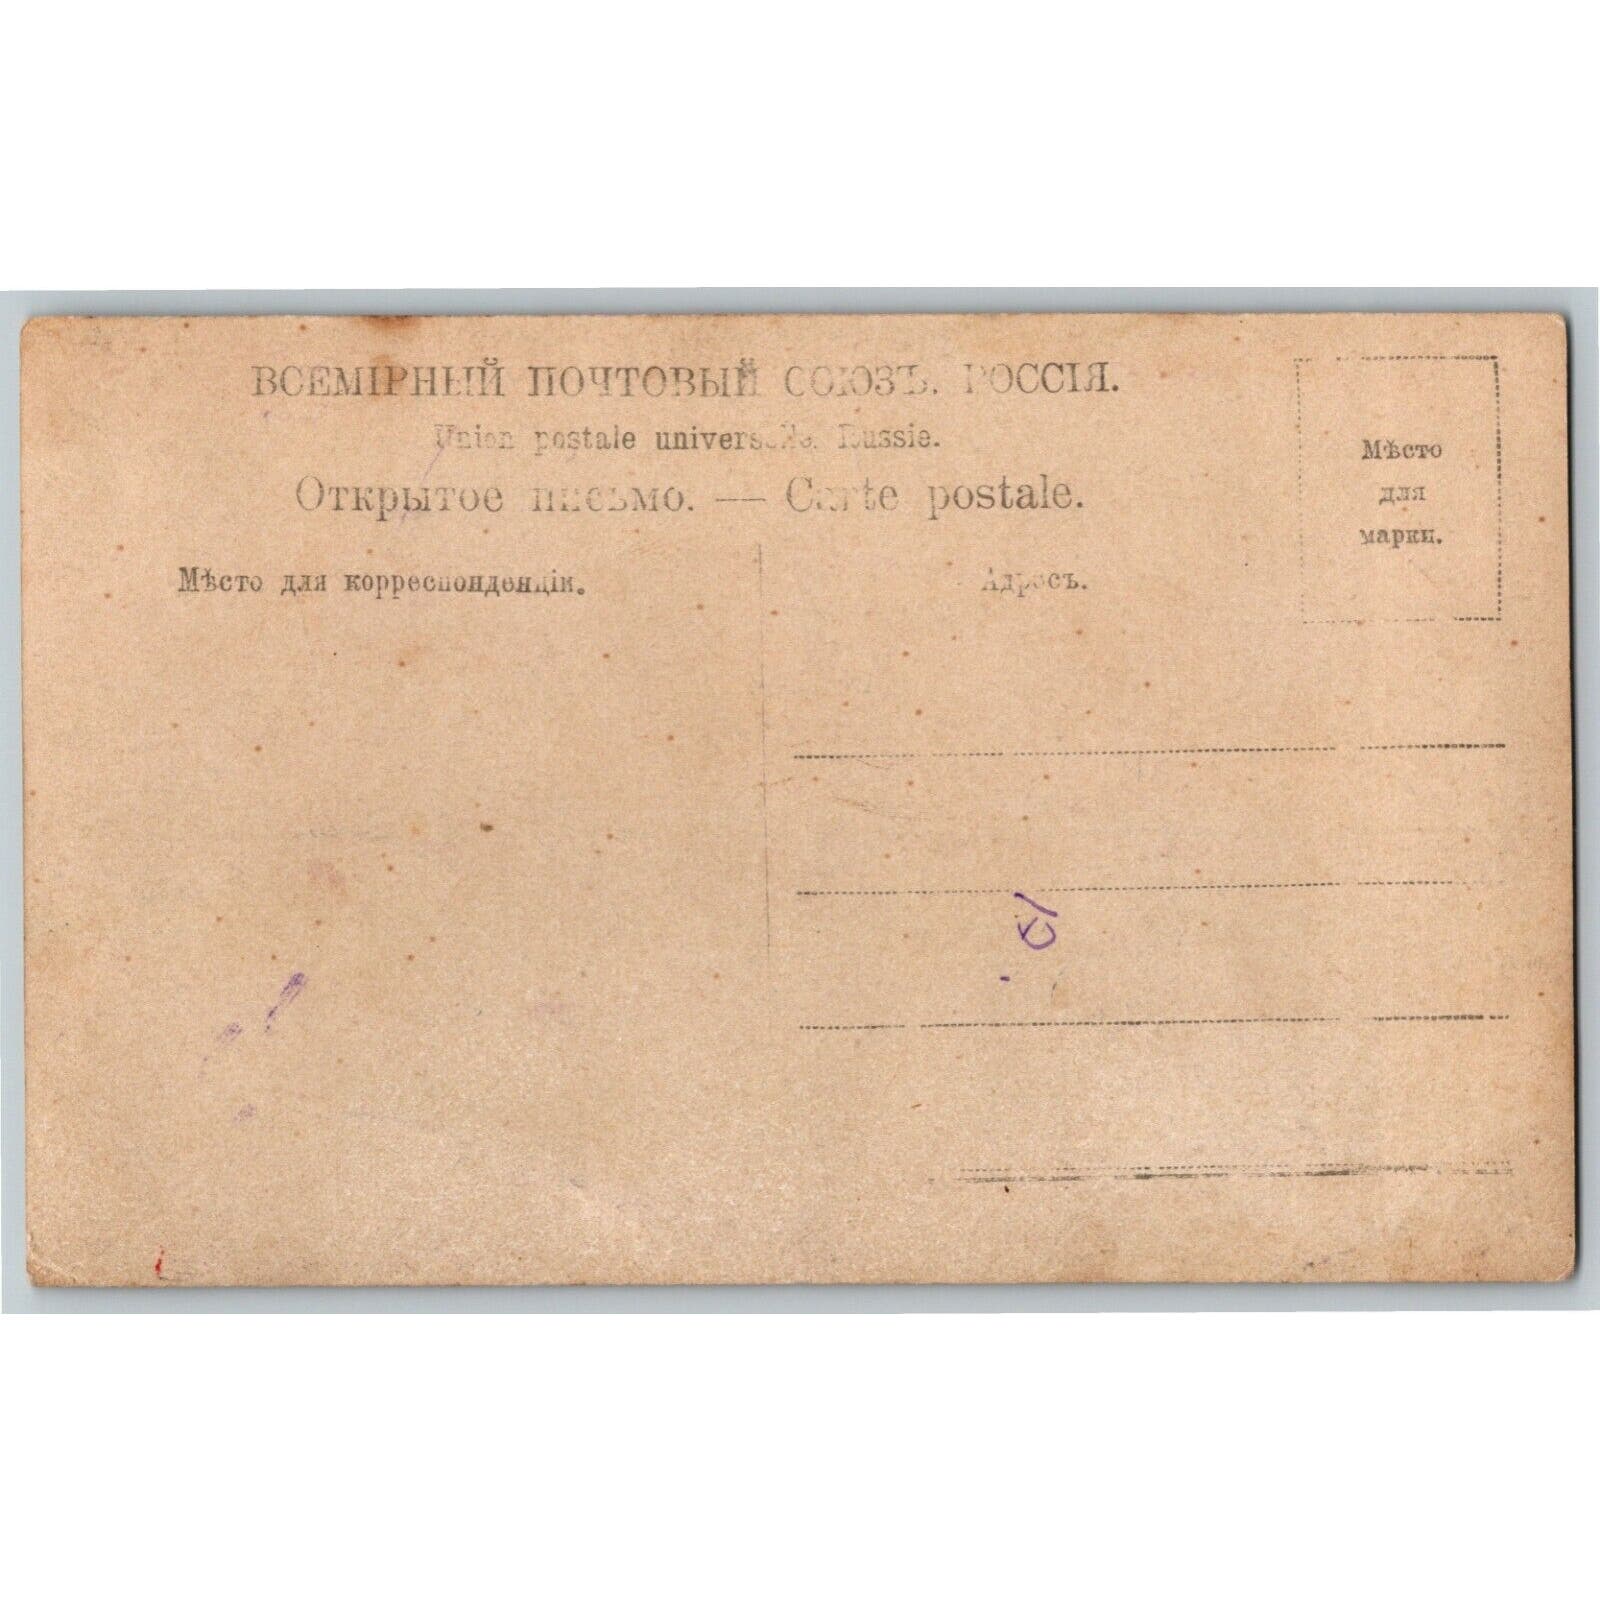 ВСЕМІРНЫЙ ПОЧТОВЫЙ СОЮЗЪ. РОССІЯ.
Union postale universelle. Russie.
Открытое письмо. — Carte postale.
Мѣсто для корреспонденціи.
Адресъ.
Мѣсто
для
марки.